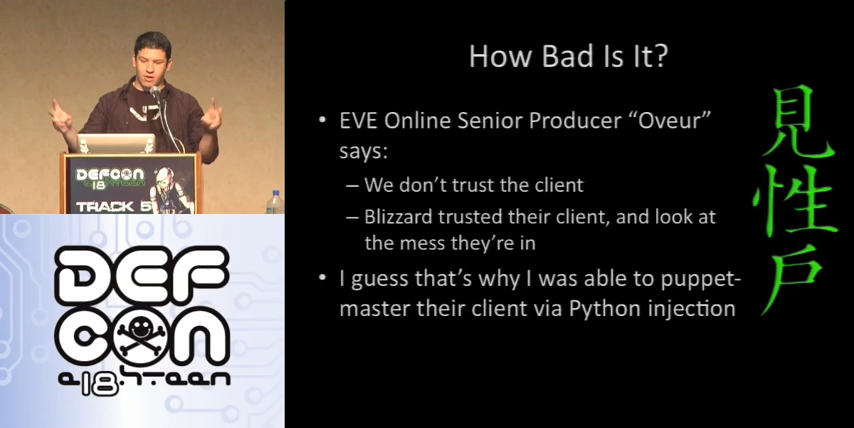 DEFCON
18
TRACK 5
DEF
CON
How Bad Is It?
• EVE Online Senior Producer “Oveur”
says:
– We don’t trust the client
– Blizzard trusted their client, and look at
the mess they’re in
• I guess that’s why I was able to puppet-
master their client via Python injection
見
性
戶